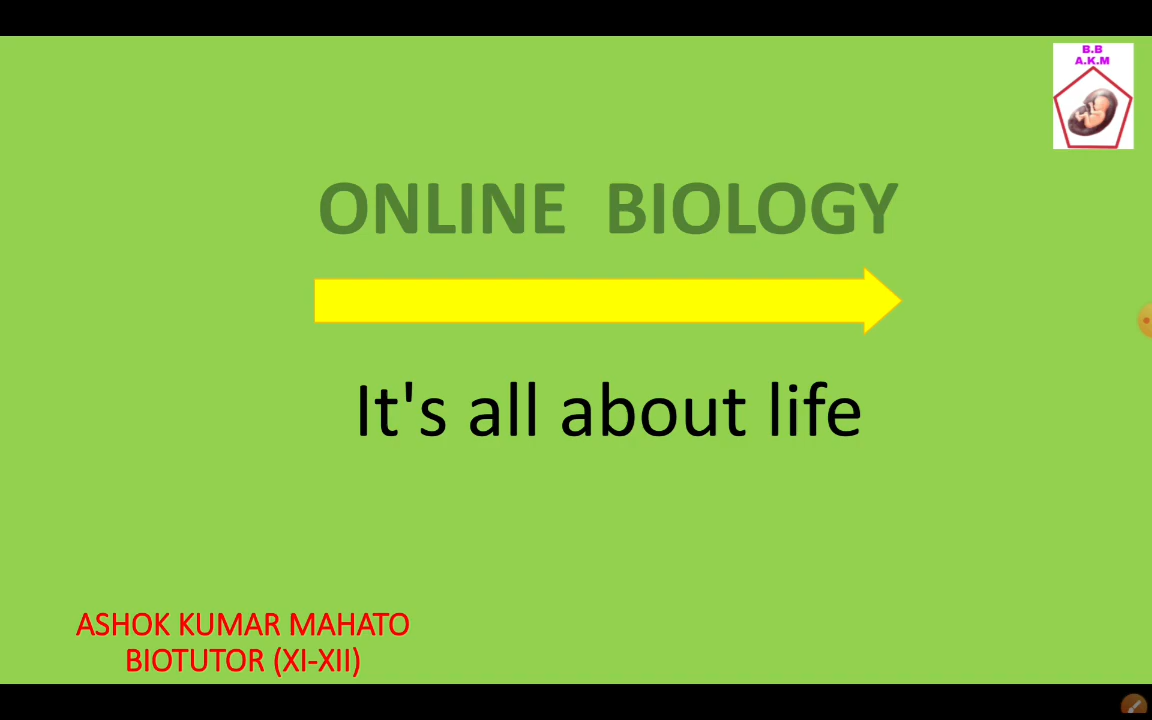 B.B
A.K.M
ONLINE BIOLOGY
It's all about life
ASHOK KUMAR MAHATO
BIOTUTOR (XI-XII)